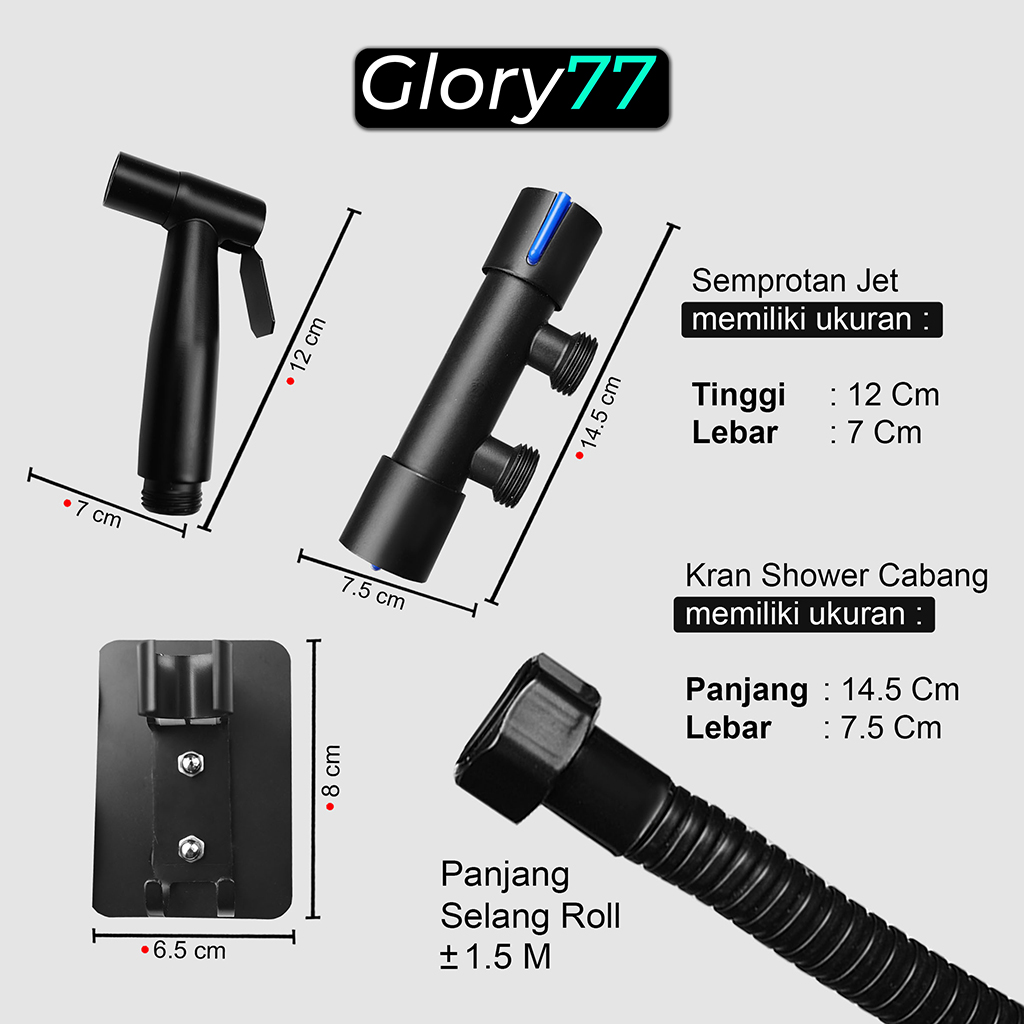 Glory77
Semprotan Jet
memiliki ukuran :
Tinggi : 12 Cm
Lebar : 7 Cm
12 cm
7 cm
14.5 cm
7.5 cm
Kran Shower Cabang
memiliki ukuran :
Panjang : 14.5 Cm
Lebar : 7.5 Cm
8 cm
6.5 cm
Panjang
Selang Roll
± 1.5 M